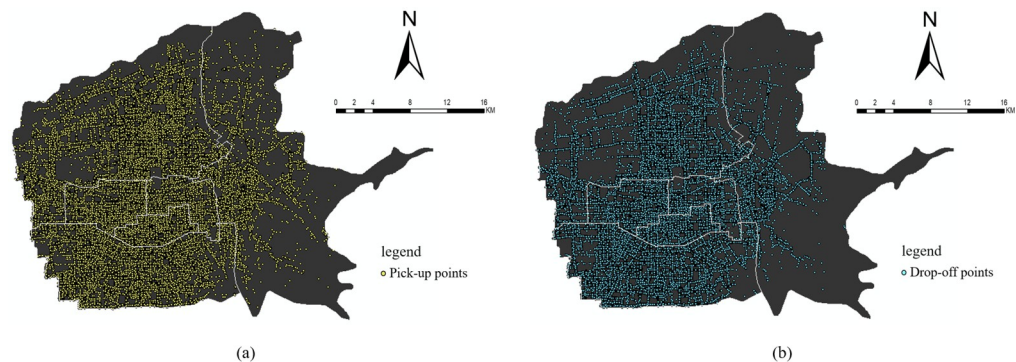 N
0 2 4 8 12 16
KM
legend
Pick-up points
(a)
N
0 2 4 8 12 16
KM
legend
Drop-off points
(b)